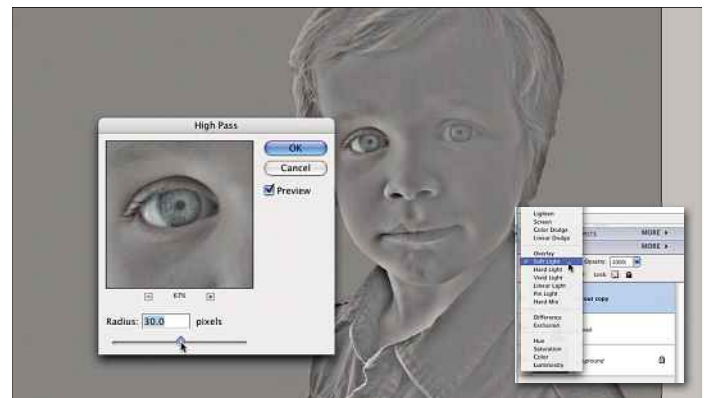 High Pass
OK
Cancel
Preview
67%
Radius: 30.0 pixels
Lighten
Screen
Color Dodge
Linear Dodge
Overlay
Soft Light
Hard Light
Vivid Light
Linear Light
Pin Light
Hard Mix
Difference
Exclusion
Hue
Saturation
Color
Luminosity
MORE
MORE
Opacity: 100%
Lock:
copy